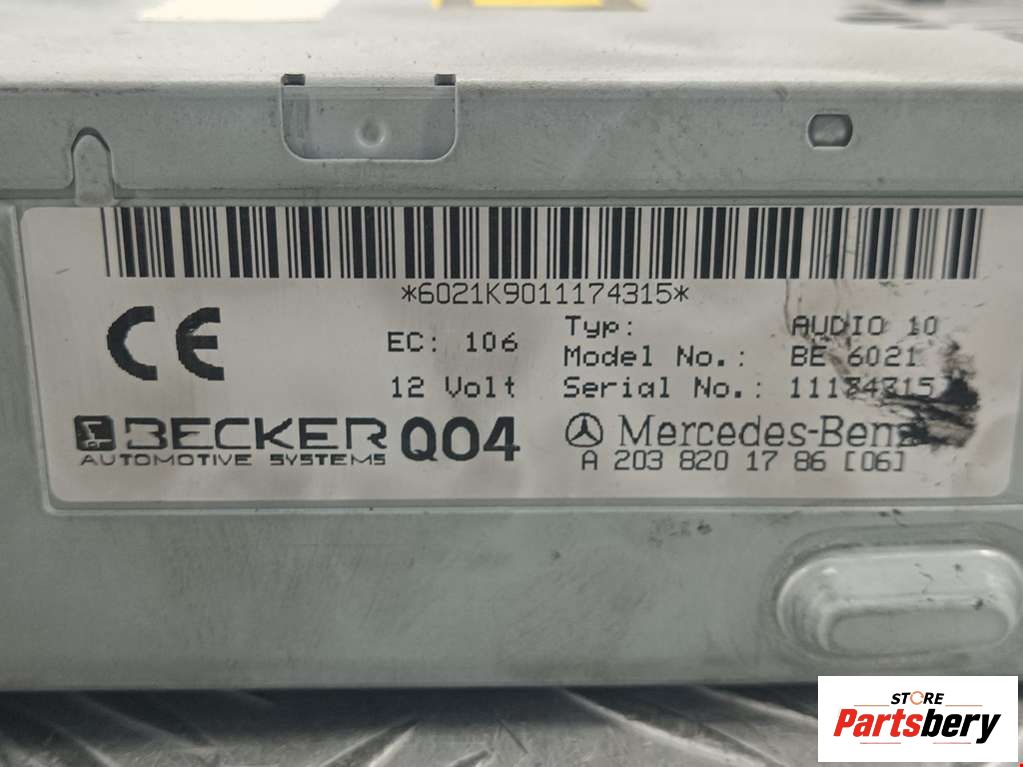 *6021K9011174315*
EC: 106
12 Volt
Typ: AUDIO 10
Model No.: BE 6021
Serial No.: 11174315
BECKER Q04
AUTOMOTIVE SYSTEMS
Mercedes-Benz
A 203 820 17 86 [06]
CE
STORE
Partsbery